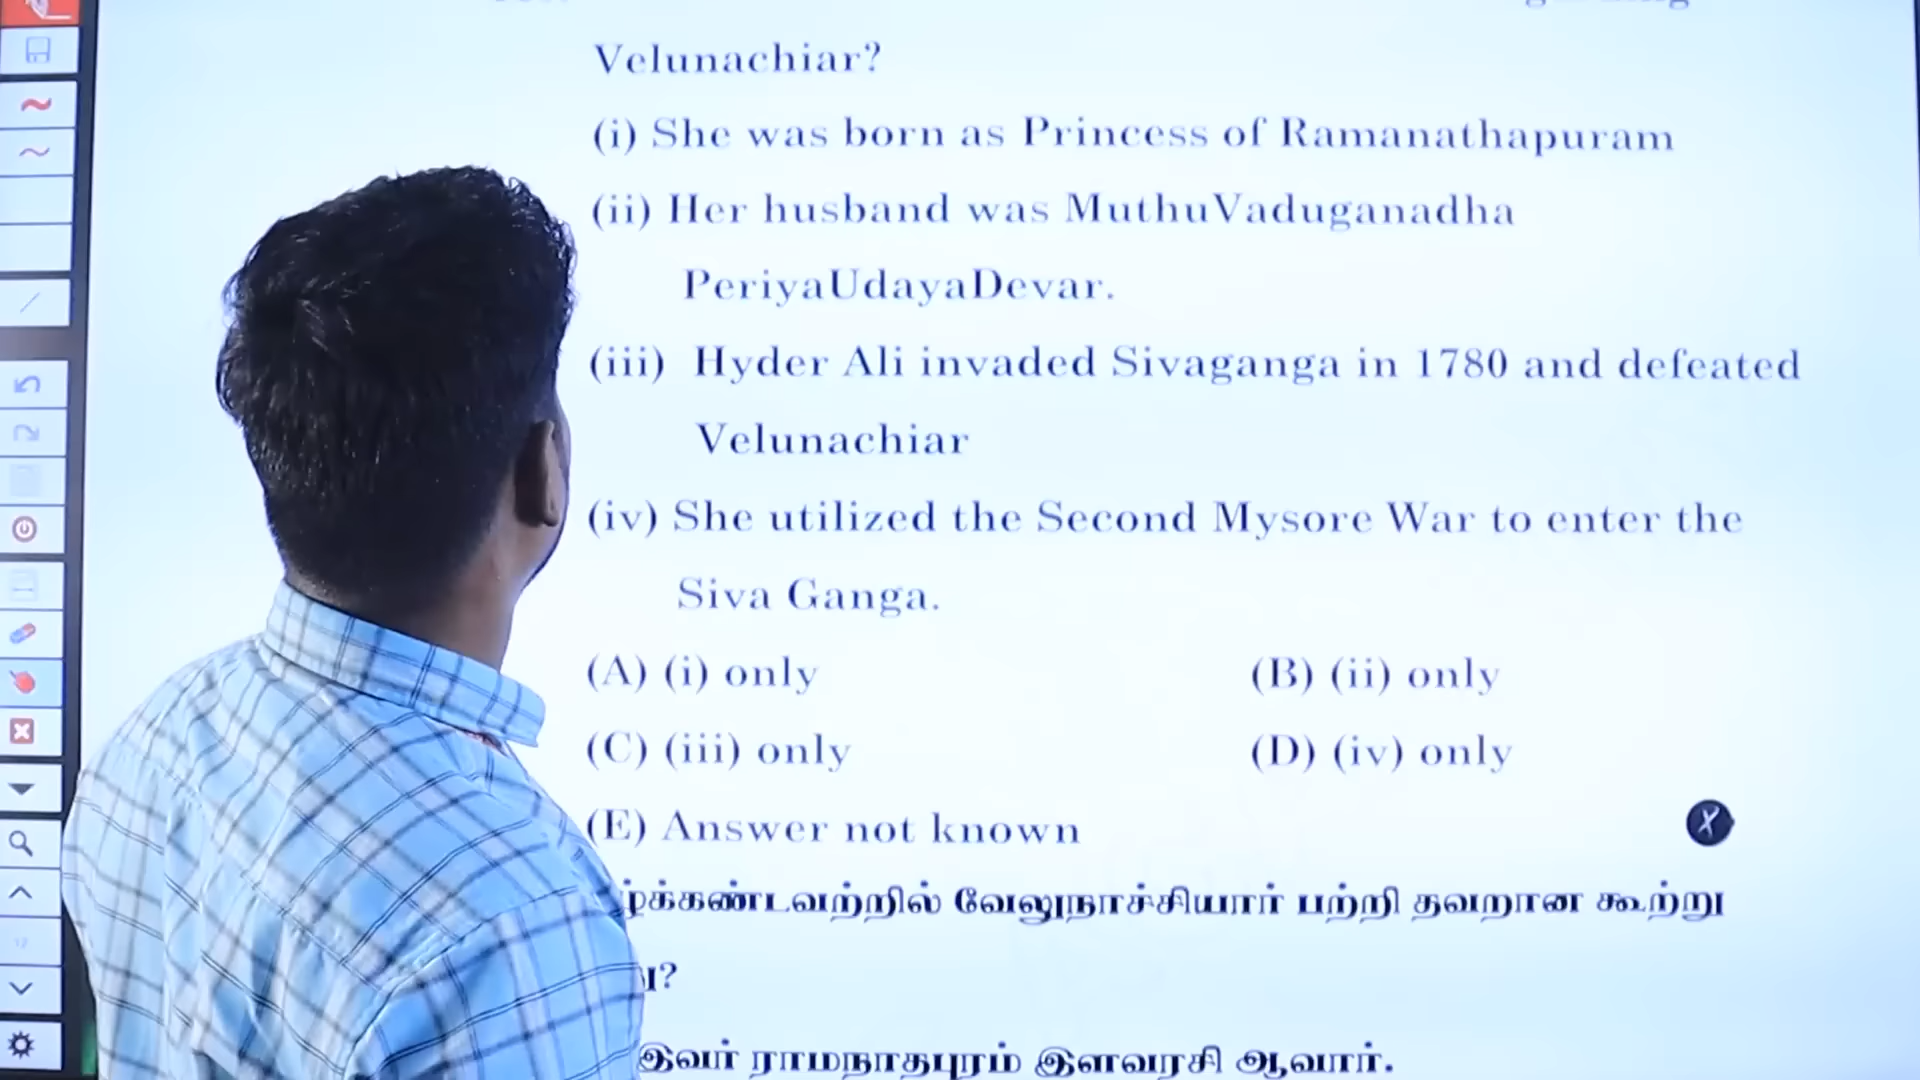 Velunachiar?
(i) She was born as Princess of Ramanathapuram
(ii) Her husband was MuthuVaduganadha
PeriyaUdayaDevar.
(iii) Hyder Ali invaded Sivaganga in 1780 and defeated
Velunachiar
(iv) She utilized the Second Mysore War to enter the
Siva Ganga.
(A) (i) only (B) (ii) only
(C) (iii) only (D) (iv) only
(E) Answer not known
வேலுநாச்சியார் பற்றி தவறான கூற்று
இவர் ராமநாதபுரம் இளவரசி ஆவார்.